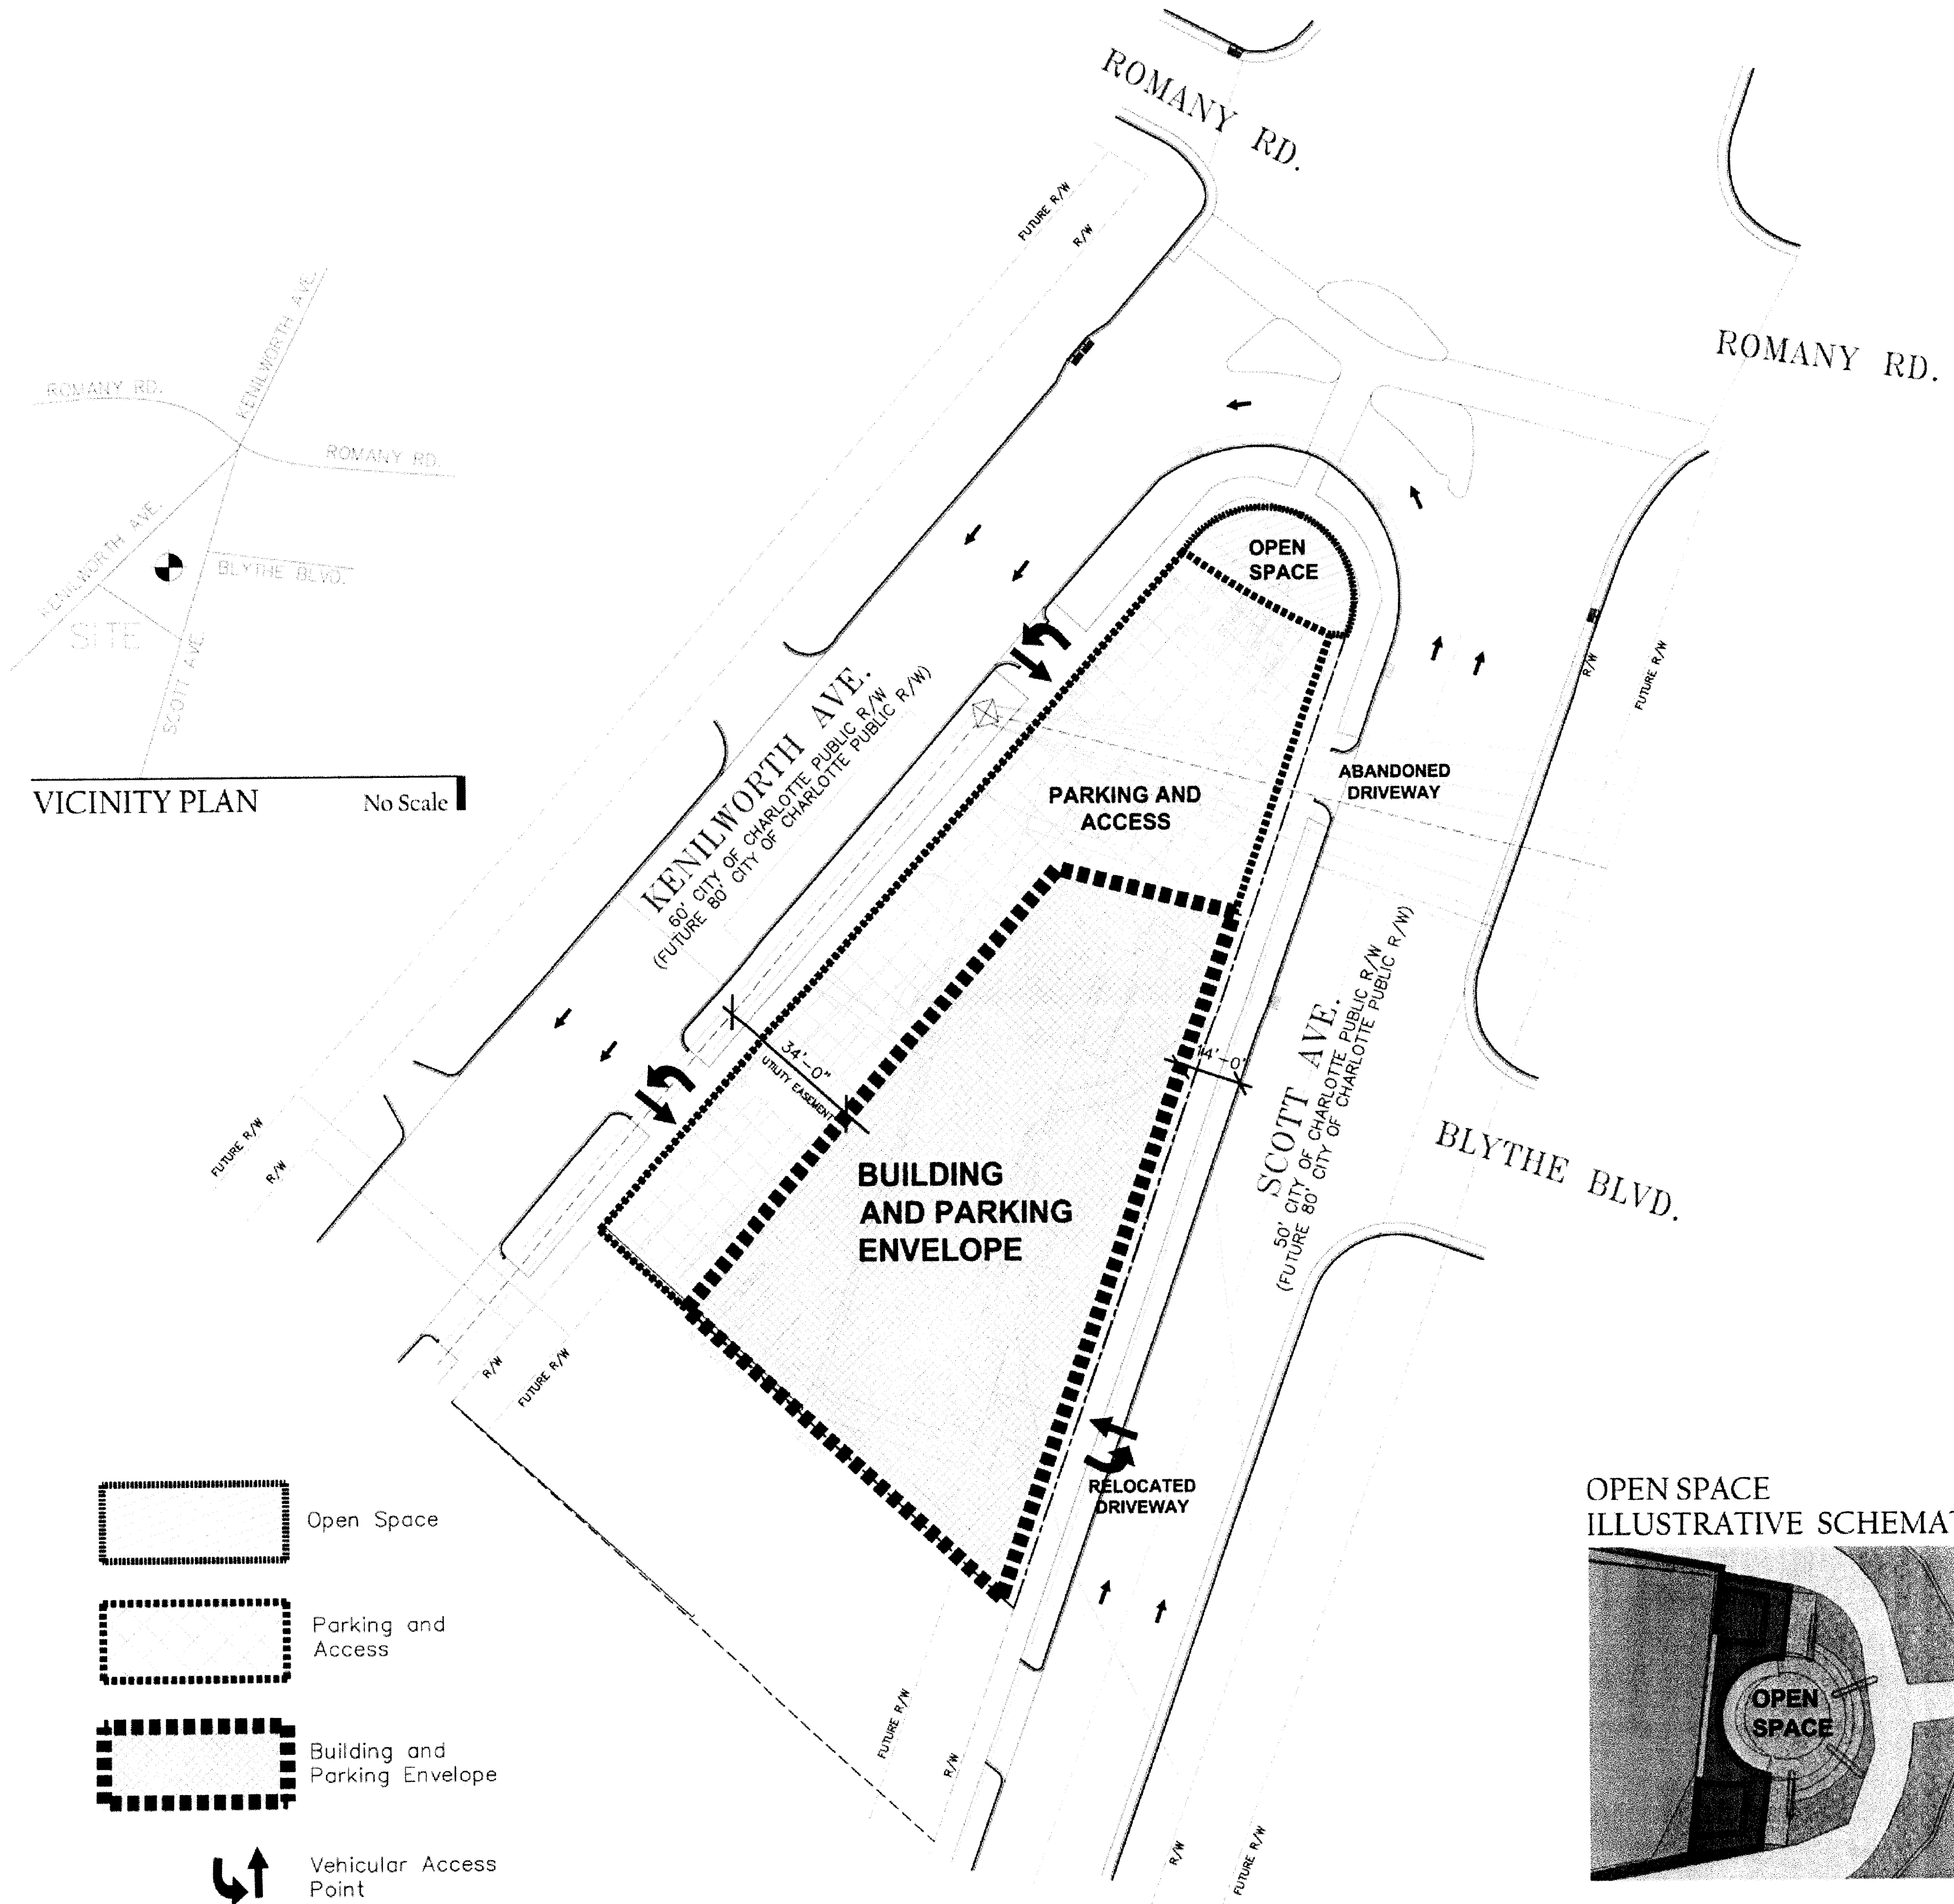 ROMANY RD.
FUTURE R/W
R/W
ROMANY RD.
KENILWORTH AVE.
ROMANY RD.
ROMANY RD.
KENILWORTH AVE.
BLYTHE BLVD.
SITE
SCOTT AVE.
VICINITY PLAN No Scale
OPEN
SPACE
R/W
FUTURE R/W
KENILWORTH AVE.
60' CITY OF CHARLOTTE PUBLIC R/W
(FUTURE 80' CITY OF CHARLOTTE PUBLIC R/W)
ABANDONED
DRIVEWAY
PARKING AND
ACCESS
34'-0"
UTILITY EASEMENT
14'-0"
SCOTT AVE.
50' CITY OF CHARLOTTE PUBLIC R/W
(FUTURE 80' CITY OF CHARLOTTE PUBLIC R/W)
BLYTHE BLVD.
FUTURE R/W
R/W
BUILDING
AND PARKING
ENVELOPE
R/W
FUTURE R/W
RELOCATED
DRIVEWAY
FUTURE R/W
R/W
R/W
FUTURE R/W
Open Space
Parking and
Access
Building and
Parking Envelope
Vehicular Access
Point
OPEN SPACE
ILLUSTRATIVE SCHEMA
OPEN
SPACE